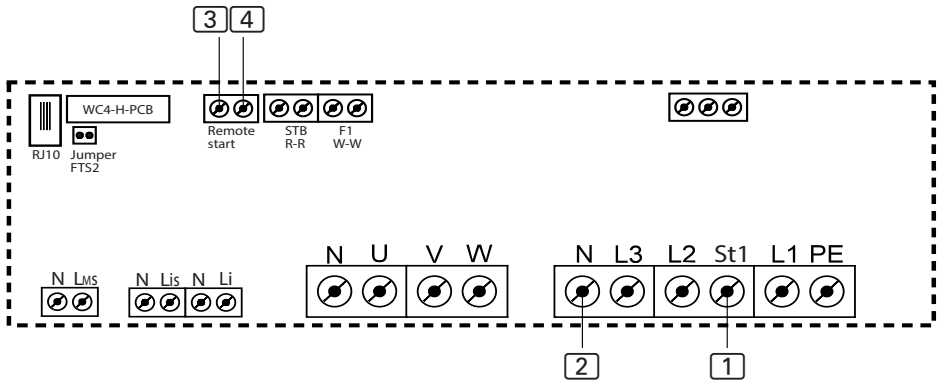 3 4
WC4-H-PCB
RJ10
Jumper
FTS2
Remote
start
STB
R-R
F1
W-W
N LMS
N Lis N Li
N U V W
N L3 L2 St1 L1 PE
2 1